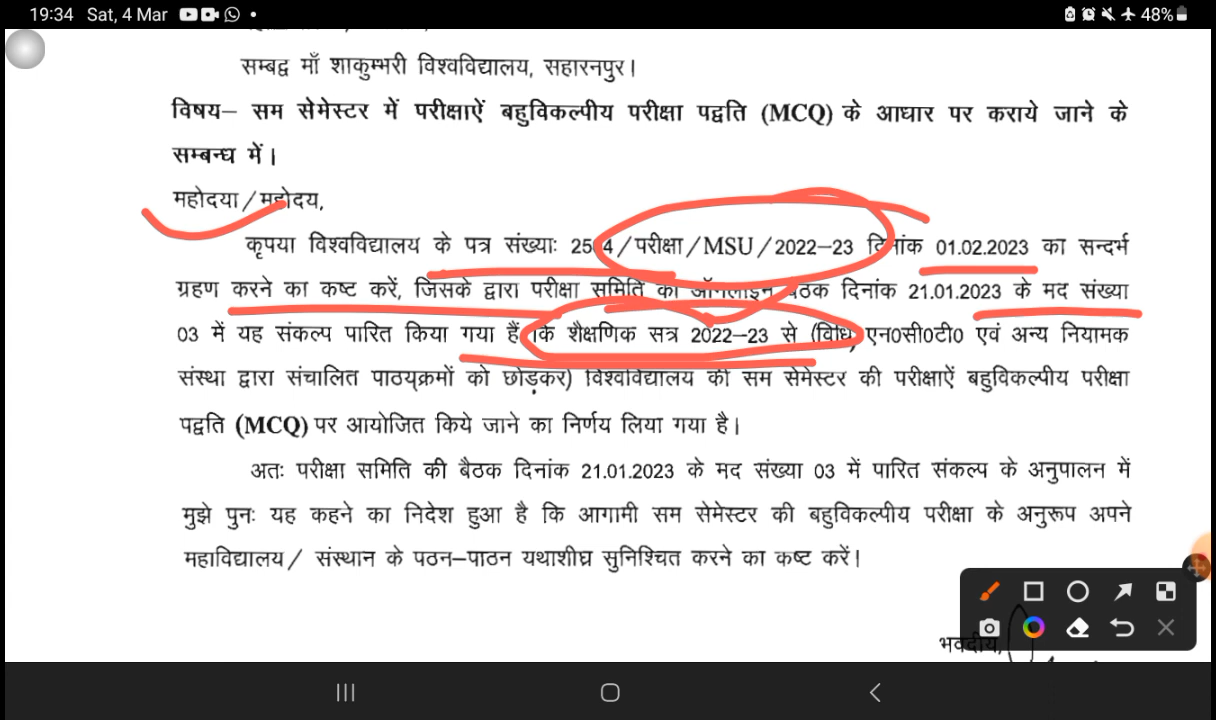 19:34 Sat, 4 Mar 48%
सम्बद्व माँ शाकुम्भरी विश्वविद्यालय, सहारनपुर।
विषय– सम सेमेस्टर में परीक्षाऐं बहुविकल्पीय परीक्षा पद्वति (MCQ) के आधार पर कराये जाने के
सम्बन्ध में।
महोदया/महोदय,
कृपया विश्वविद्यालय के पत्र संख्याः /परीक्षा/MSU/2022–23 दिनांक 01.02.2023 का सन्दर्भ
ग्रहण करने का कष्ट करें, जिसके द्वारा परीक्षा समिति की ऑनलाइन बैठक दिनांक 21.01.2023 के मद संख्या
03 में यह संकल्प पारित किया गया हैं कि शैक्षणिक सत्र 2022–23 से (विधि, एन0सी0टी0 एवं अन्य नियामक
संस्था द्वारा संचालित पाठय्क्रमों को छोड़कर) विश्वविद्यालय की सम सेमेस्टर की परीक्षाऐं बहुविकल्पीय परीक्षा
पद्वति (MCQ) पर आयोजित किये जाने का निर्णय लिया गया है।
अतः परीक्षा समिति की बैठक दिनांक 21.01.2023 के मद संख्या 03 में पारित संकल्प के अनुपालन में
मुझे पुनः यह कहने का निदेश हुआ है कि आगामी सम सेमेस्टर की बहुविकल्पीय परीक्षा के अनुरूप अपने
महाविद्यालय/ संस्थान के पठन–पाठन यथाशीघ्र सुनिश्चित करने का कष्ट करें।
भवदीय,